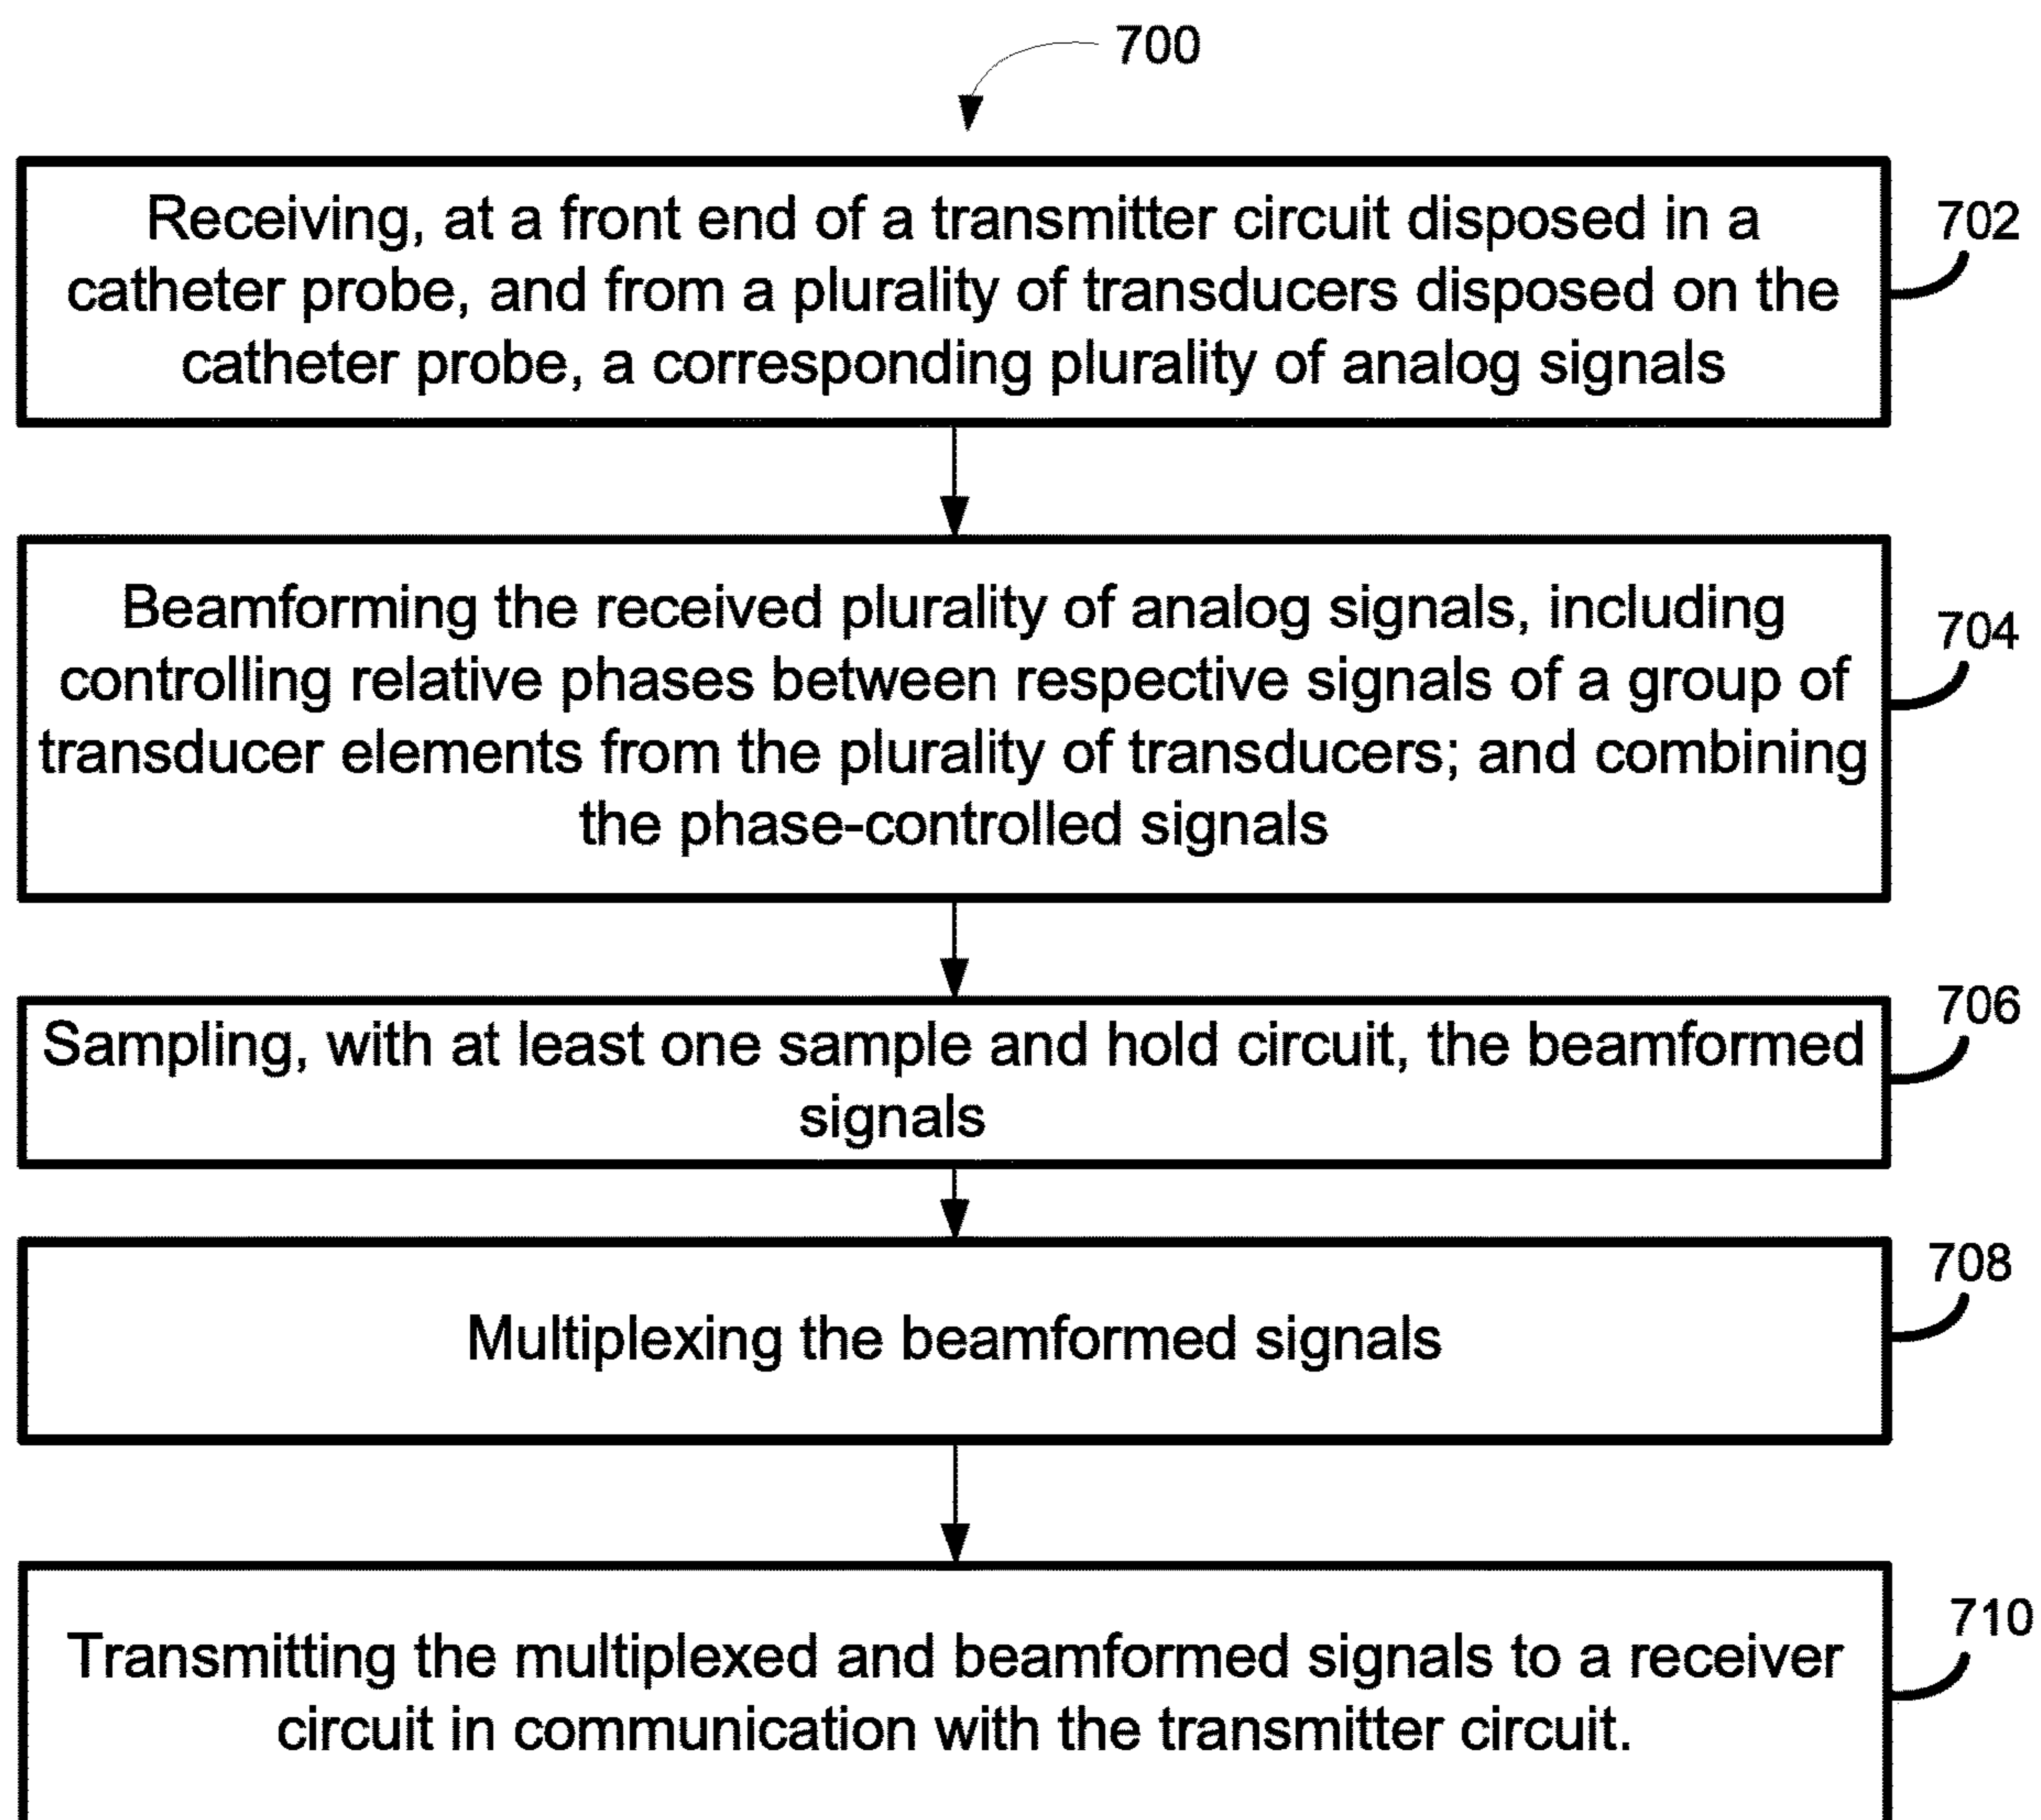 700
Receiving, at a front end of a transmitter circuit disposed in a
catheter probe, and from a plurality of transducers disposed on the
catheter probe, a corresponding plurality of analog signals
702
Beamforming the received plurality of analog signals, including
controlling relative phases between respective signals of a group of
transducer elements from the plurality of transducers; and combining
the phase-controlled signals
704
Sampling, with at least one sample and hold circuit, the beamformed
signals
706
Multiplexing the beamformed signals
708
Transmitting the multiplexed and beamformed signals to a receiver
circuit in communication with the transmitter circuit.
710